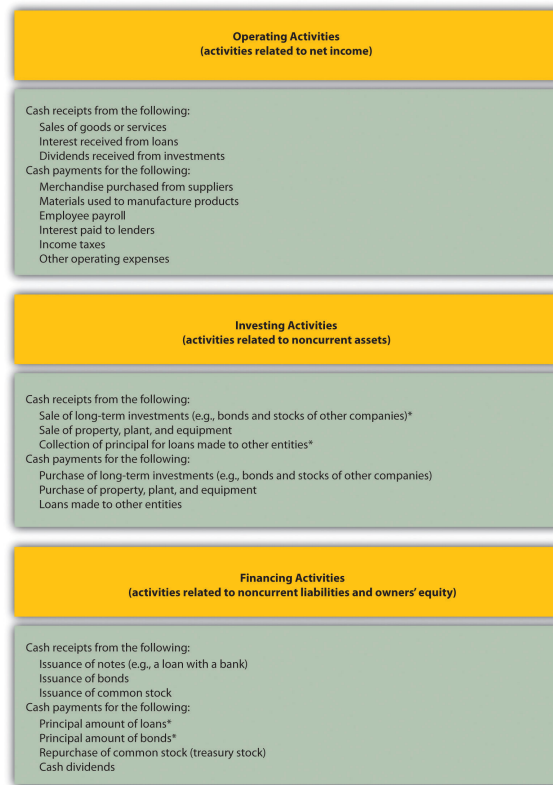 Operating Activities
(activities related to net income)
Cash receipts from the following:
Sales of goods or services
Interest received from loans
Dividends received from investments
Cash payments for the following:
Merchandise purchased from suppliers
Materials used to manufacture products
Employee payroll
Interest paid to lenders
Income taxes
Other operating expenses
Investing Activities
(activities related to noncurrent assets)
Cash receipts from the following:
Sale of long-term investments (e.g., bonds and stocks of other companies)*
Sale of property, plant, and equipment
Collection of principal for loans made to other entities*
Cash payments for the following:
Purchase of long-term investments (e.g., bonds and stocks of other companies)
Purchase of property, plant, and equipment
Loans made to other entities
Financing Activities
(activities related to noncurrent liabilities and owners’ equity)
Cash receipts from the following:
Issuance of notes (e.g., a loan with a bank)
Issuance of bonds
Issuance of common stock
Cash payments for the following:
Principal amount of loans*
Principal amount of bonds*
Repurchase of common stock (treasury stock)
Cash dividends